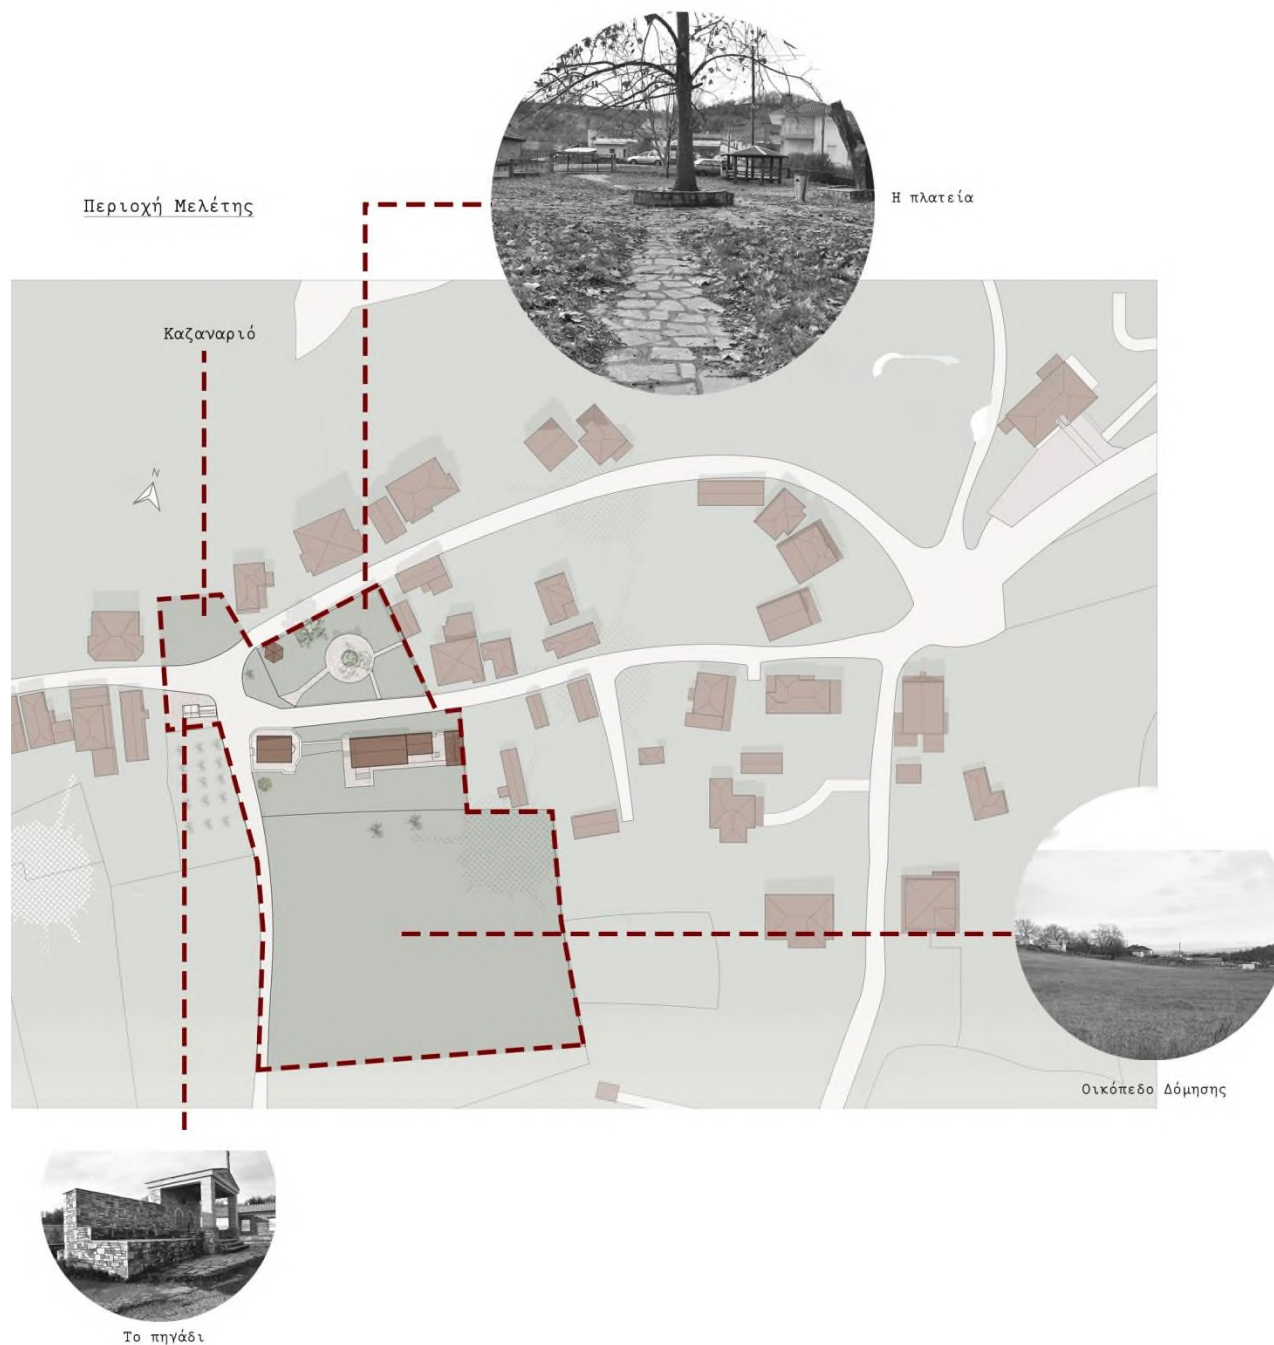 Η πλατεία
Περιοχή Μελέτης
Καζαναριό
N
Οικόπεδο Δόμησης
Το πηγάδι